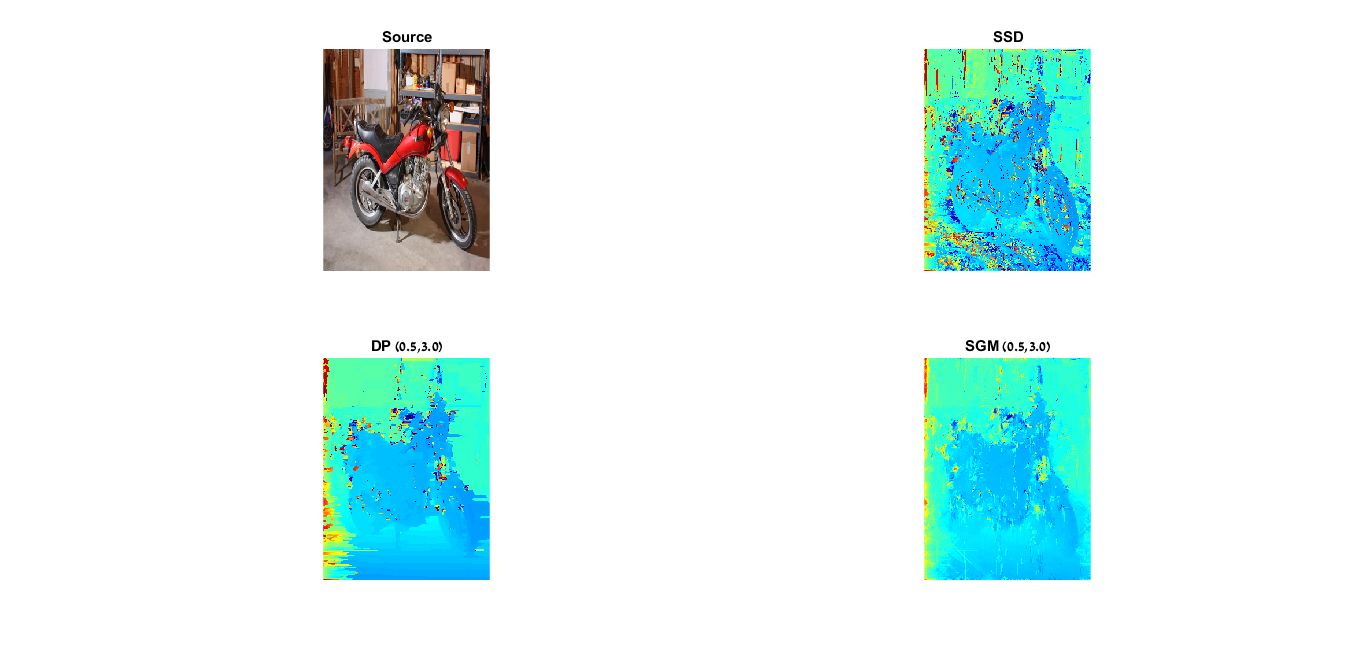 Source
SSD
DP (0.5,3.0)
SGM (0.5,3.0)